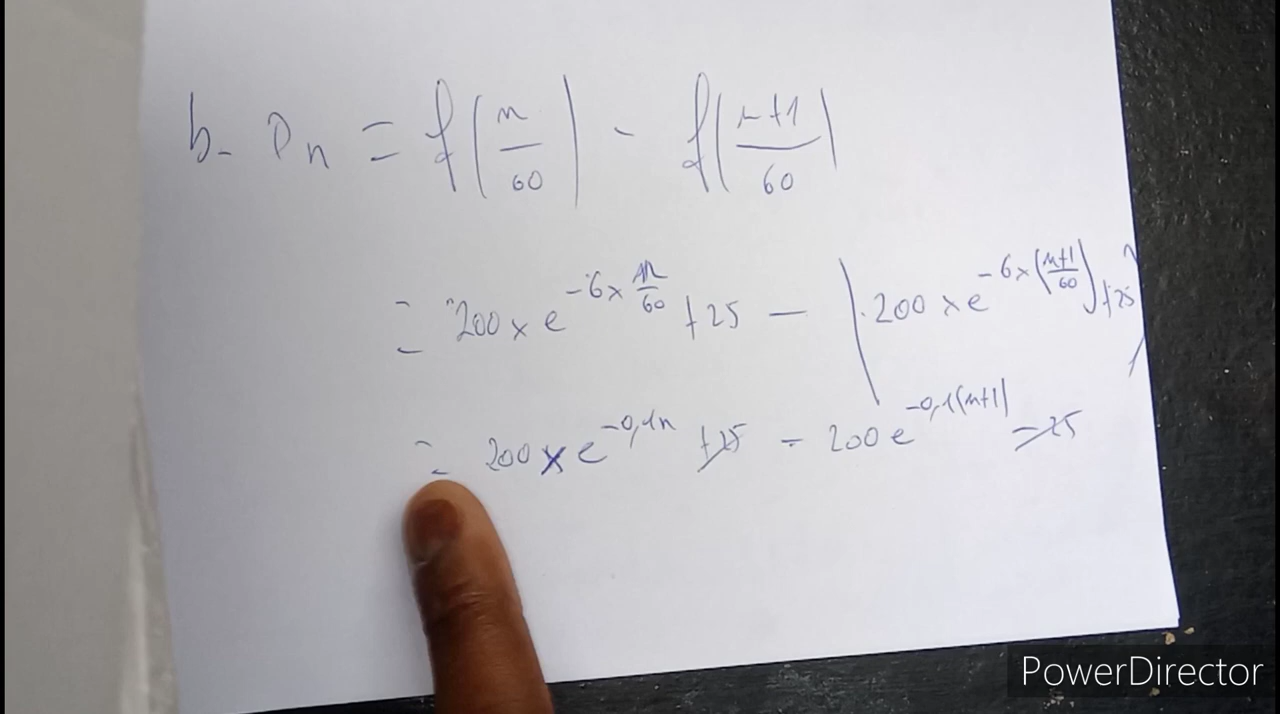 b- Dn = f(n/60) - f(n+1/60)
= 200 × e^-6×n/60 + 25 - (200 × e^-6×(n+1/60) + 25)
= 200 × e^-0,1n + 25 - 200 e^-0,1(n+1) - 25
PowerDirector